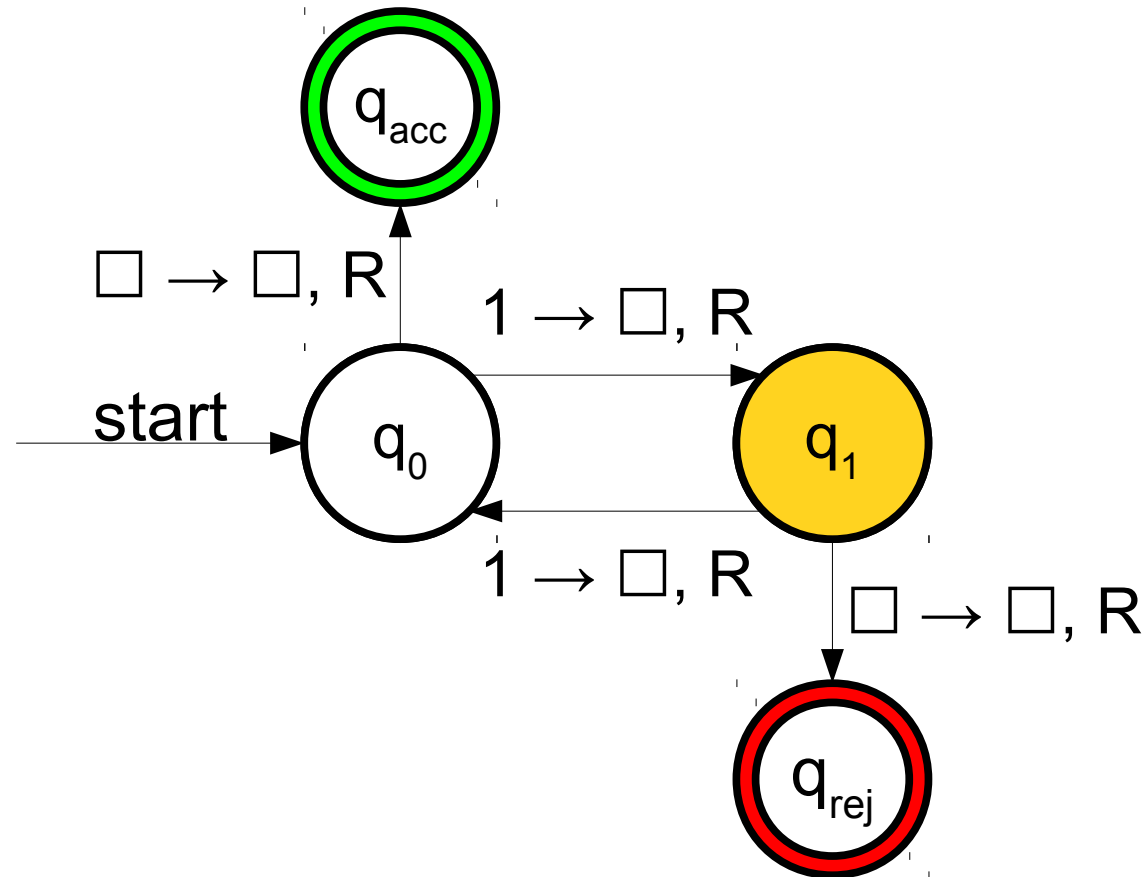 q_acc
□ → □, R
1 → □, R
start
q_0
q_1
1 → □, R
□ → □, R
q_rej